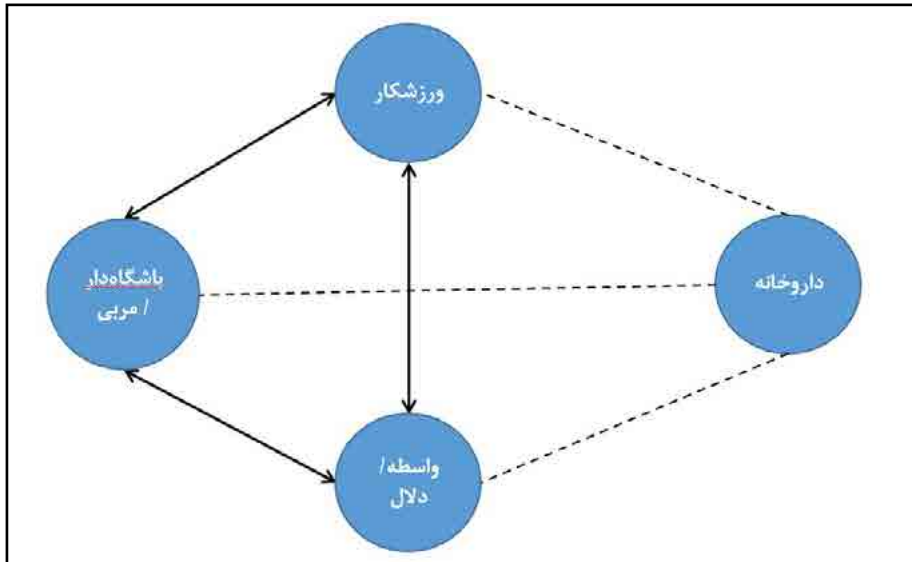 ورزشکار
باشگاه‌دار
/ مربی
داروخانه
واسطه/
دلال